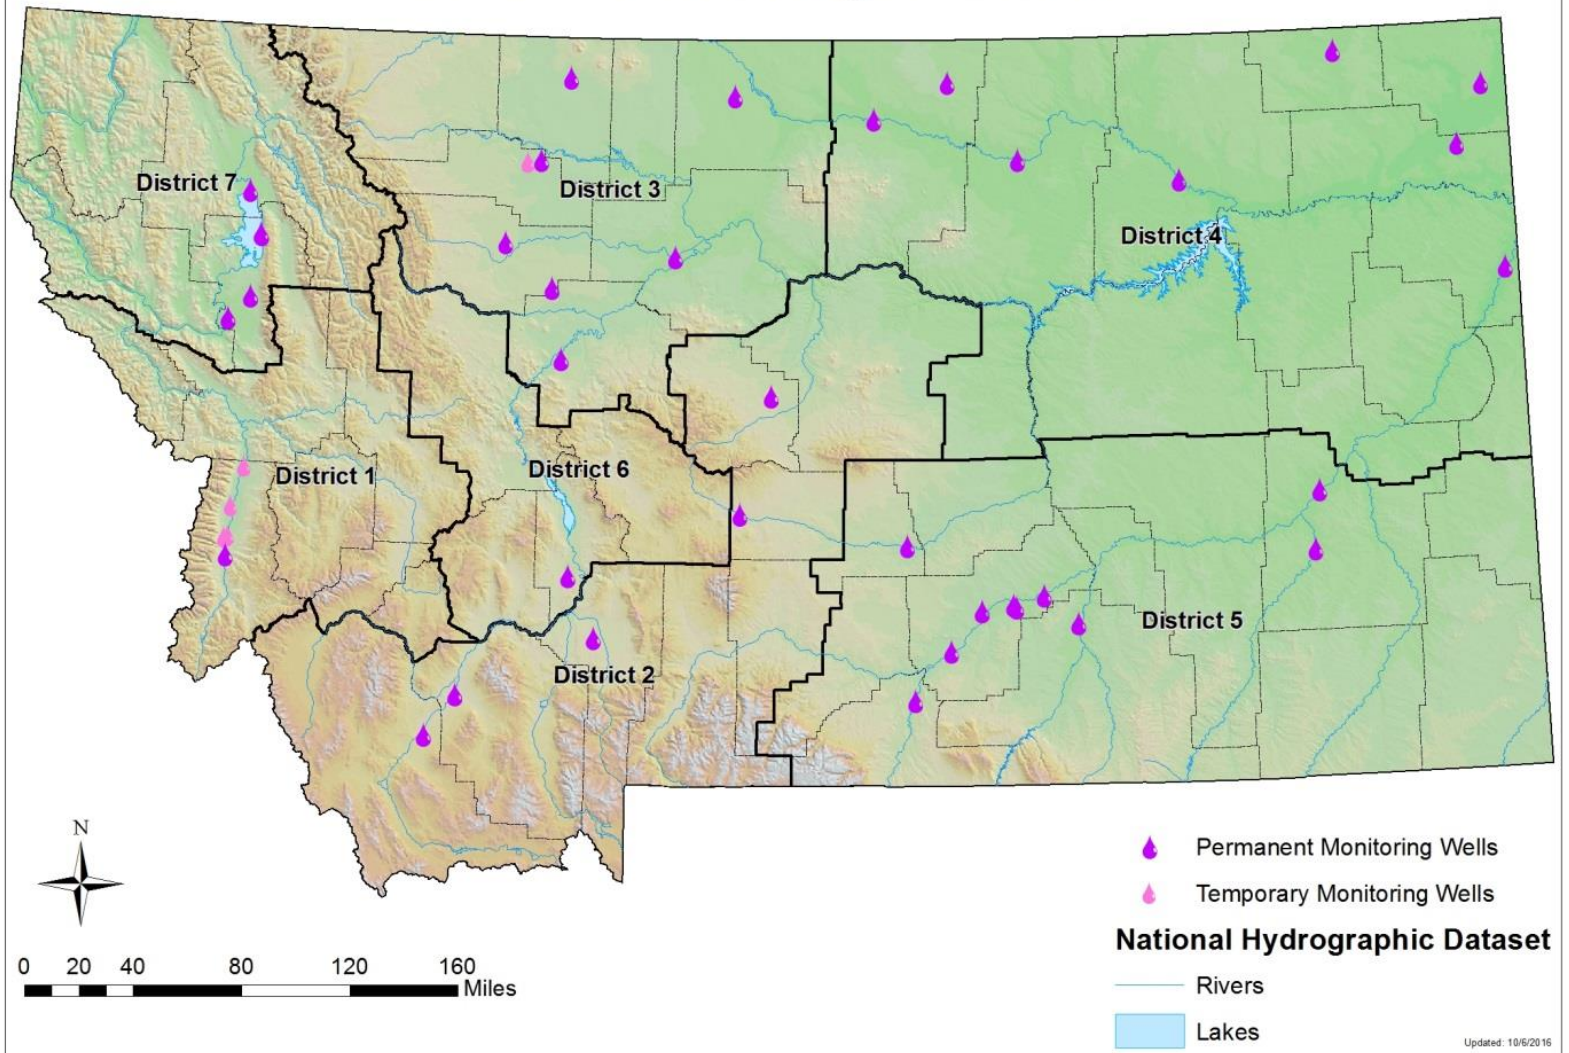 District 7
District 3
District 4
District 1
District 6
District 5
District 2
N
0 20 40 80 120 160
Miles
Permanent Monitoring Wells
Temporary Monitoring Wells
National Hydrographic Dataset
Rivers
Lakes
Updated: 10/6/2016